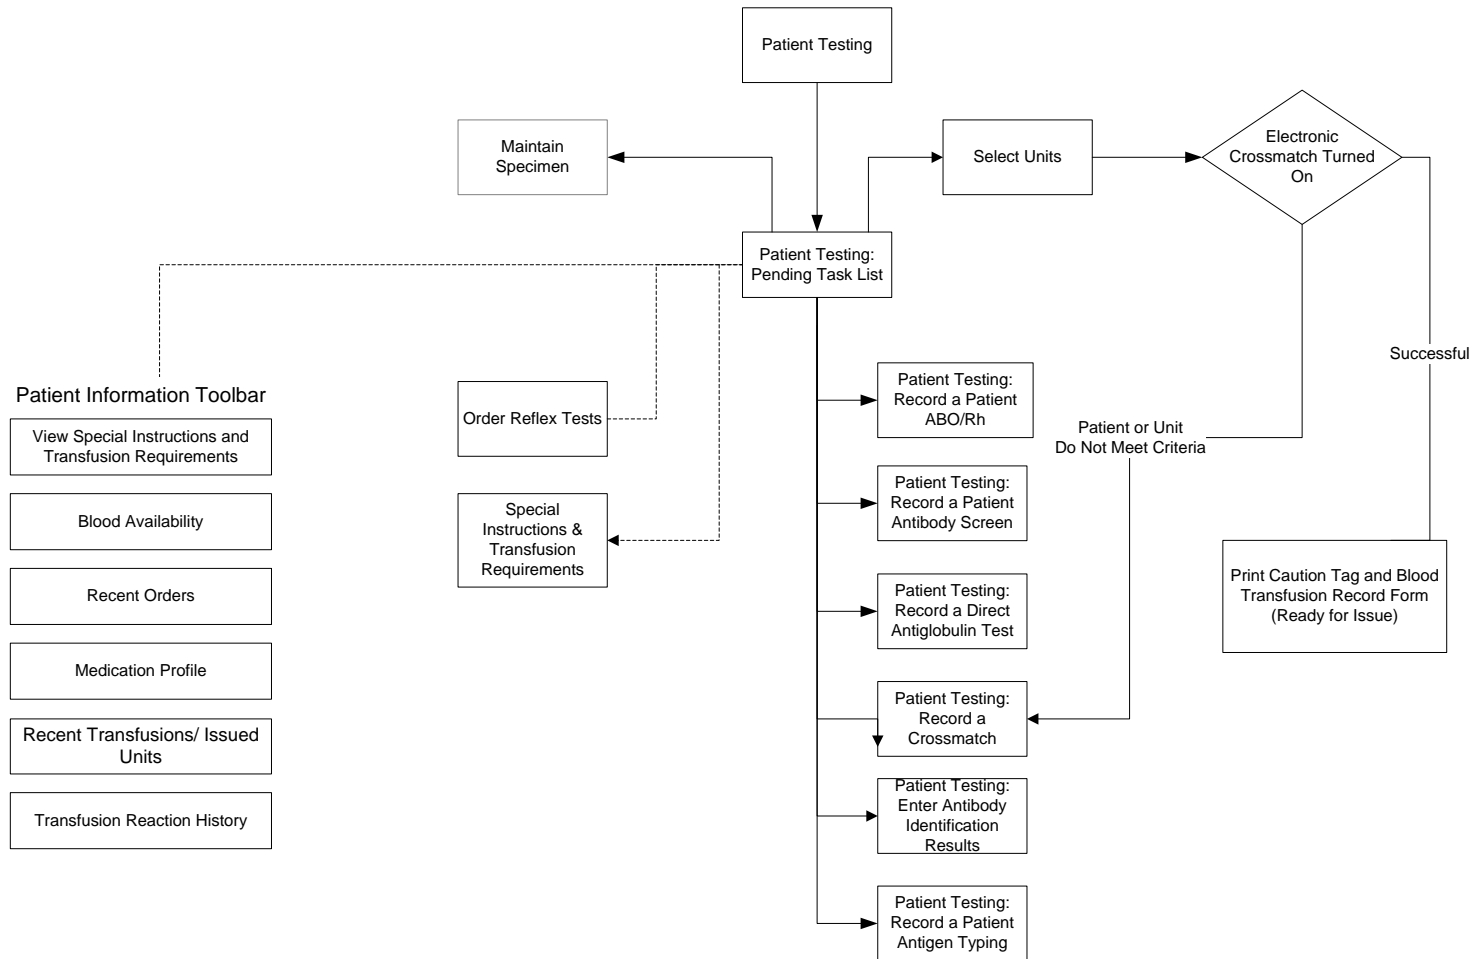 Patient Testing
Maintain
Specimen
Select Units
Electronic
Crossmatch Turned
On
Patient Testing:
Pending Task List
Successful
Patient Information Toolbar
View Special Instructions and
Transfusion Requirements
Blood Availability
Recent Orders
Medication Profile
Recent Transfusions/ Issued
Units
Transfusion Reaction History
Order Reflex Tests
Special
Instructions &
Transfusion
Requirements
Patient Testing:
Record a Patient
ABO/Rh
Patient Testing:
Record a Patient
Antibody Screen
Patient Testing:
Record a Direct
Antiglobulin Test
Patient Testing:
Record a
Crossmatch
Patient Testing:
Enter Antibody
Identification
Results
Patient Testing:
Record a Patient
Antigen Typing
Patient or Unit
Do Not Meet Criteria
Print Caution Tag and Blood
Transfusion Record Form
(Ready for Issue)